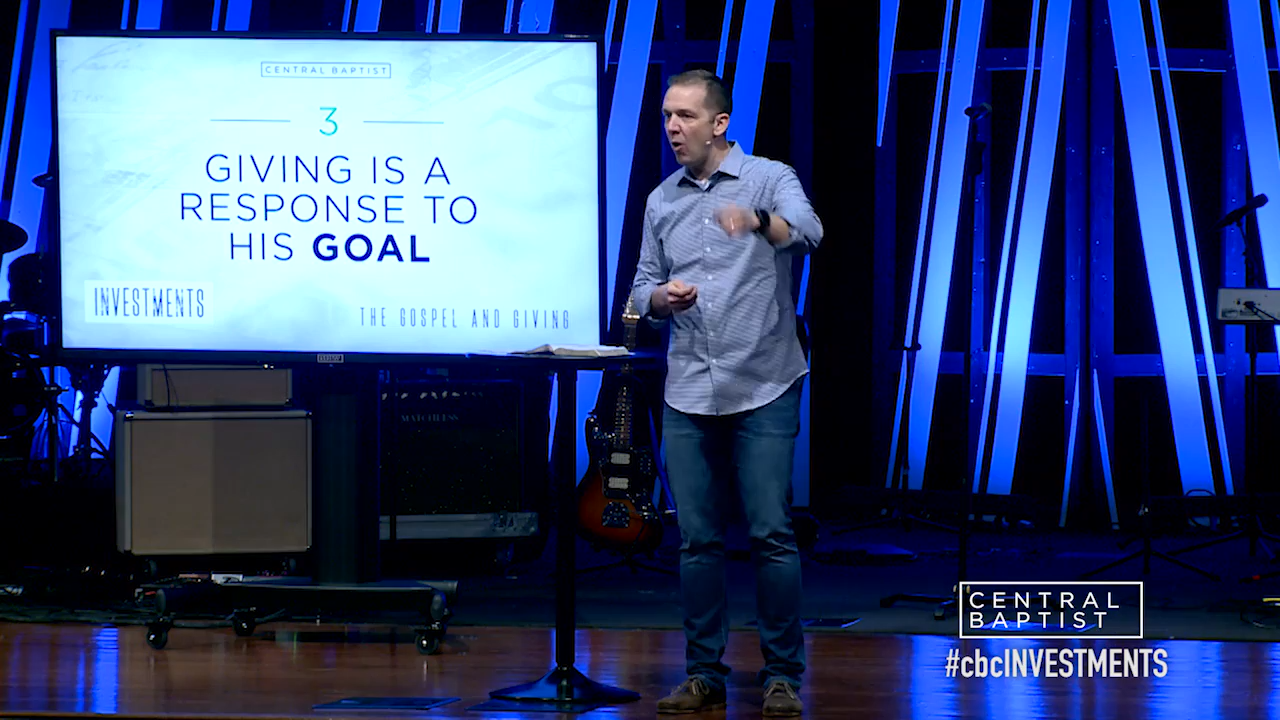 CENTRAL BAPTIST
3
GIVING IS A
RESPONSE TO
HIS GOAL
INVESTMENTS
THE GOSPEL AND GIVING
MATCHLESS
CENTRAL
BAPTIST
#cbcINVESTMENTS